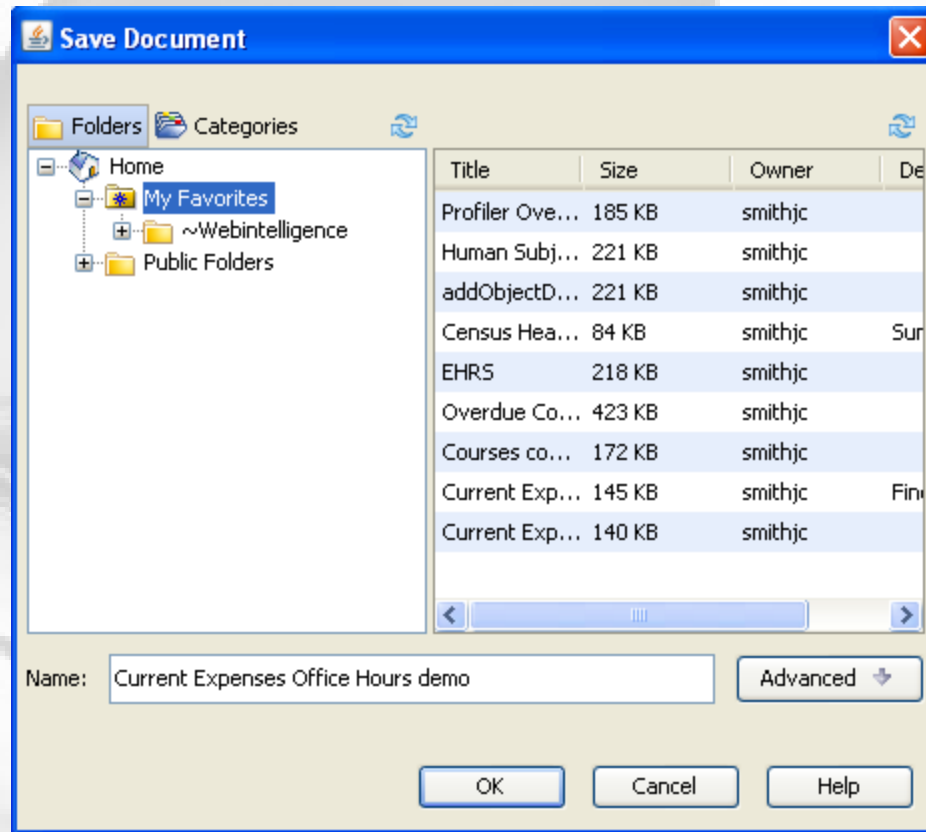 Save Document
Folders Categories
Home
My Favorites
~Webintelligence
Public Folders
Title Size Owner De
Profiler Ove... 185 KB smithjc
Human Subj... 221 KB smithjc
addObjectD... 221 KB smithjc
Census Hea... 84 KB smithjc Sur
EHRS 218 KB smithjc
Overdue Co... 423 KB smithjc
Courses co... 172 KB smithjc
Current Exp... 145 KB smithjc Fin
Current Exp... 140 KB smithjc
Name: Current Expenses Office Hours demo Advanced
OK Cancel Help